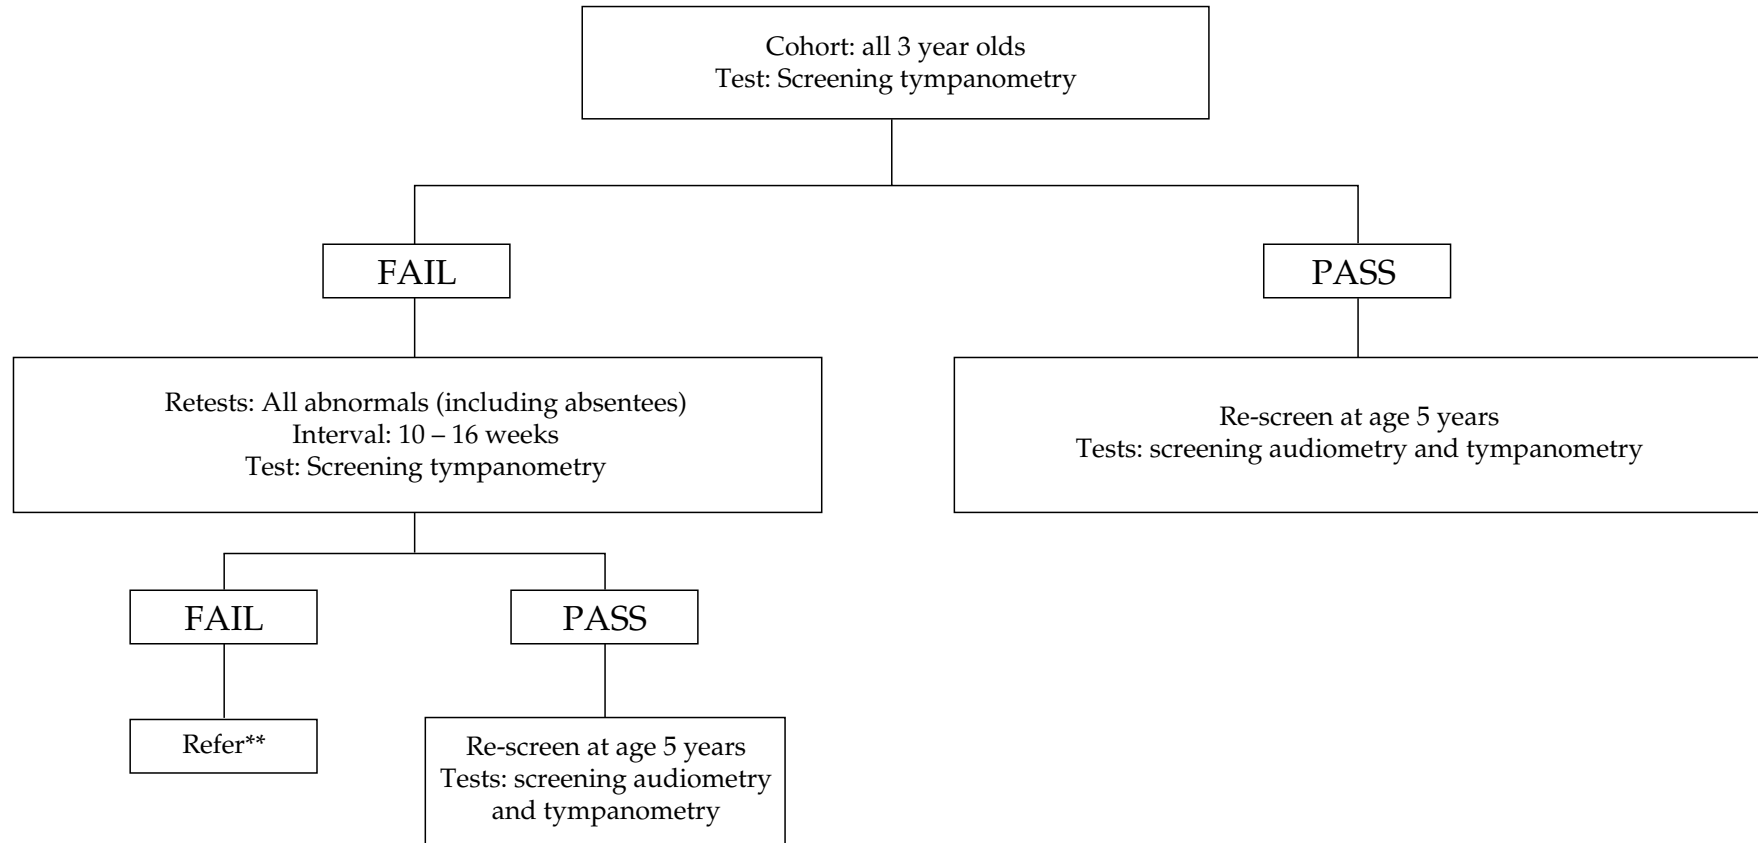 Cohort: all 3 year olds
Test: Screening tympanometry
FAIL
PASS
Retests: All abnormals (including absentees)
Interval: 10 – 16 weeks
Test: Screening tympanometry
Re-screen at age 5 years
Tests: screening audiometry and tympanometry
FAIL
PASS
Refer**
Re-screen at age 5 years
Tests: screening audiometry
and tympanometry